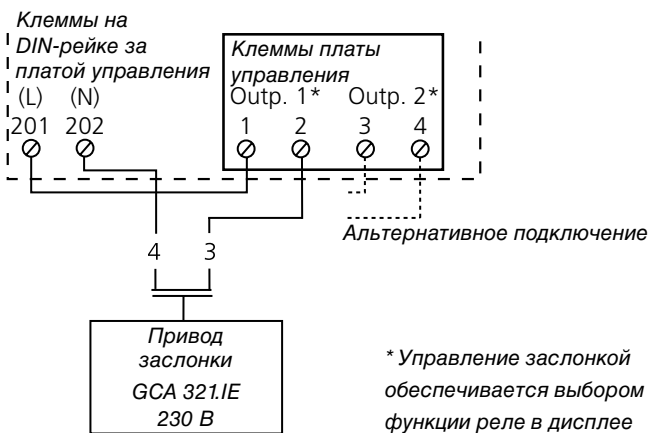 Клеммы на
DIN-рейке за
платой управления
(L) (N)
201 202
Клеммы платы
управления
Outp. 1* Outp. 2*
1 2 3 4
Альтернативное подключение
4 3
Привод
заслонки
GCA 321.IE
230 В
* Управление заслонкой
обеспечивается выбором
функции реле в дисплее